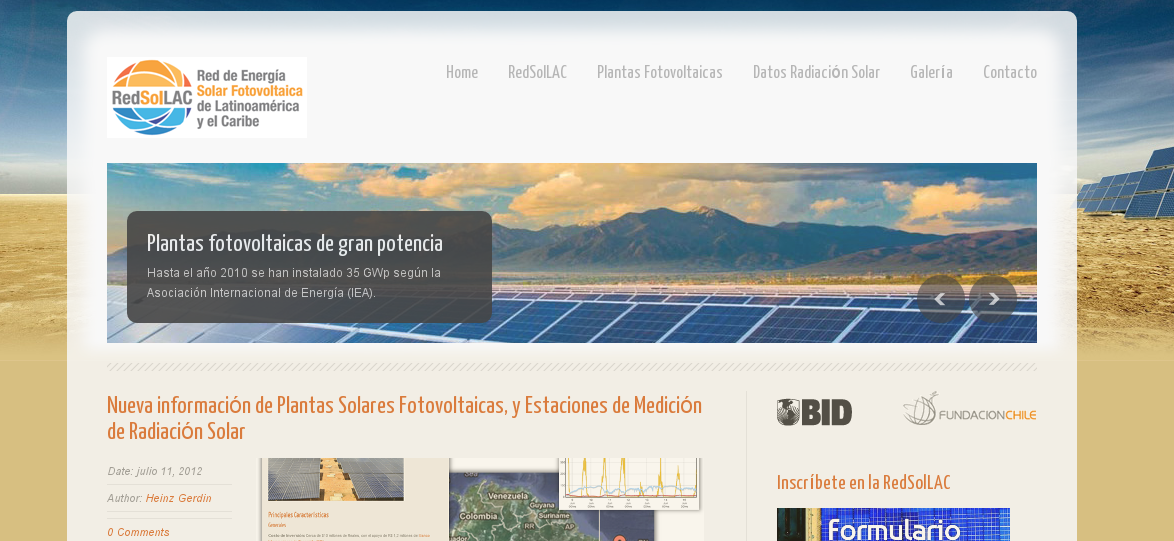 RedSolLAC
Red de Energía
Solar Fotovoltaica
de Latinoamérica
y el Caribe
Home RedSolLAC Plantas Fotovoltaicas Datos Radiación Solar Galería Contacto
Plantas fotovoltaicas de gran potencia
Hasta el año 2010 se han instalado 35 GWp según la
Asociación Internacional de Energía (IEA).
Nueva información de Plantas Solares Fotovoltaicas, y Estaciones de Medición
de Radiación Solar
Date: julio 11, 2012
Author: Heinz Gerdin
0 Comments
Principales Características
Generales
Venezuela
Guyana
Colombia
Suriname
RR
AP
BID
FUNDACIONCHILE
Inscríbete en la RedSolLAC
formulario